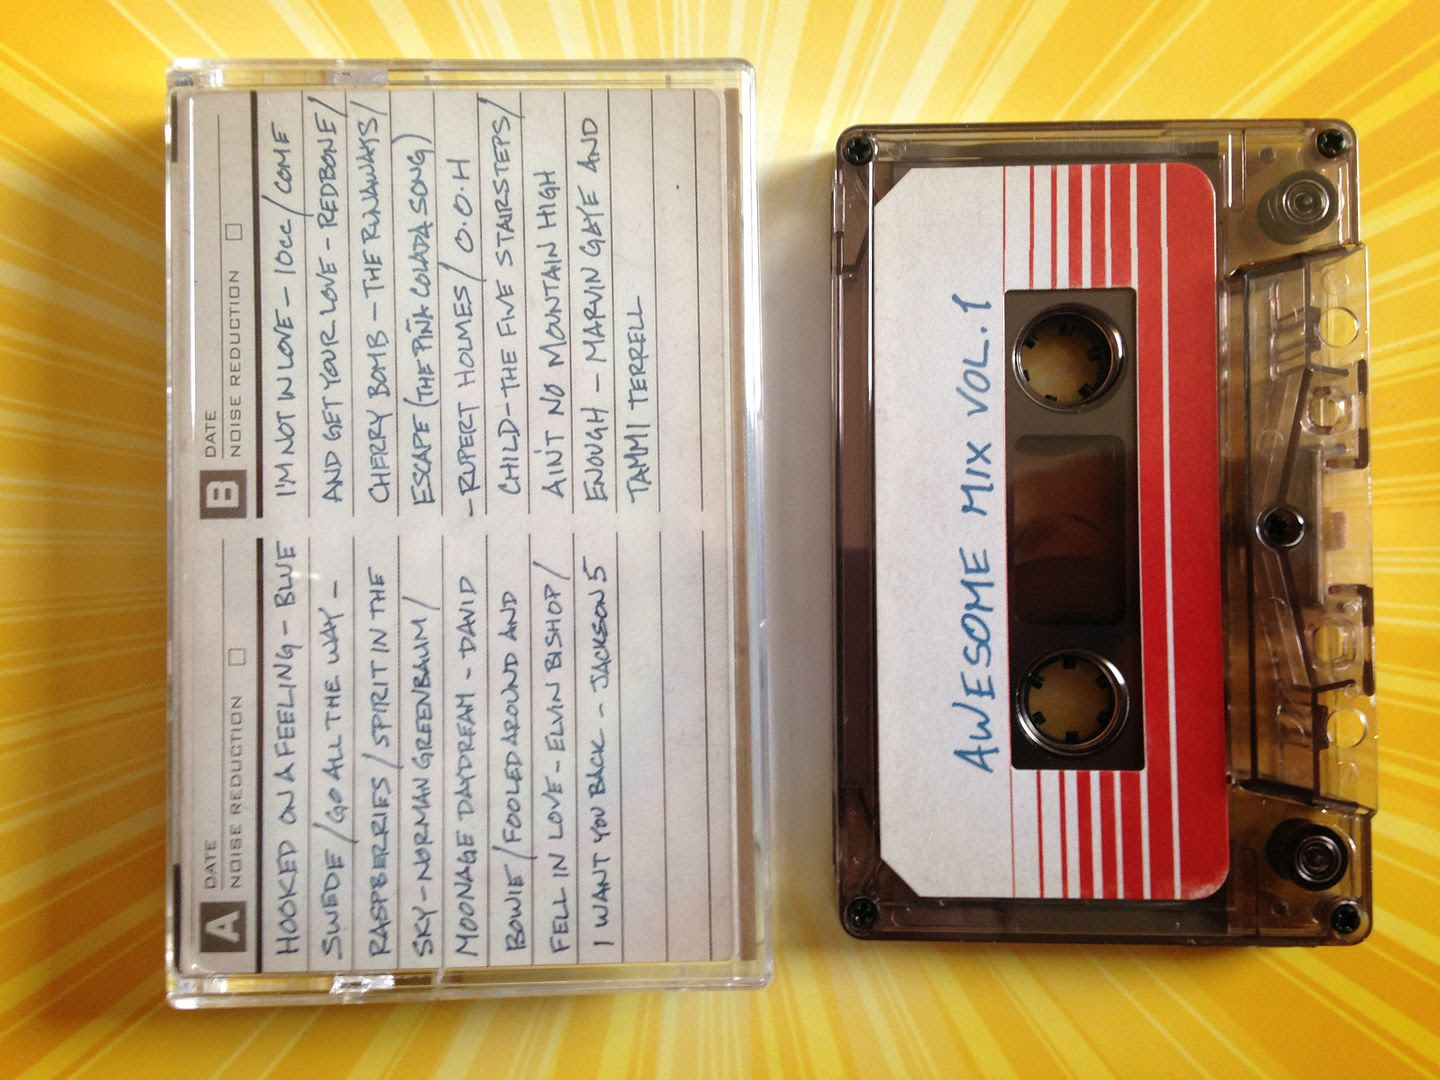 A
DATE
NOISE REDUCTION
HOOKED ON A FEELING - BLUE
SWEDE / GO ALL THE WAY -
RASPBERRIES / SPIRIT IN THE
SKY - NORMAN GREENBAUM /
MOONAGE DAYDREAM - DAVID
BOWIE / FOOLED AROUND AND
FELL IN LOVE - ELVIN BISHOP /
I WANT YOU BACK - JACKSON 5
B
DATE
NOISE REDUCTION
I'M NOT IN LOVE - 10CC / COME
AND GET YOUR LOVE - REDBONE /
CHERRY BOMB - THE RUNAWAYS /
ESCAPE (THE PIÑA COLADA SONG)
- RUPERT HOLMES / O.O.H
CHILD - THE FIVE STAIRSTEPS /
AIN'T NO MOUNTAIN HIGH
ENOUGH - MARVIN GAYE AND
TAMMI TERRELL
AWESOME MIX VOL.1